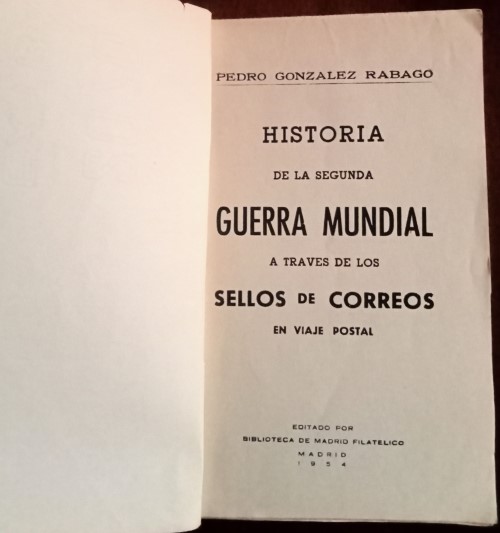 PEDRO GONZALEZ RABAGO
HISTORIA
DE LA SEGUNDA
GUERRA MUNDIAL
A TRAVES DE LOS
SELLOS DE CORREOS
EN VIAJE POSTAL
EDITADO POR
BIBLIOTECA DE MADRID FILATELICO
MADRID
1954